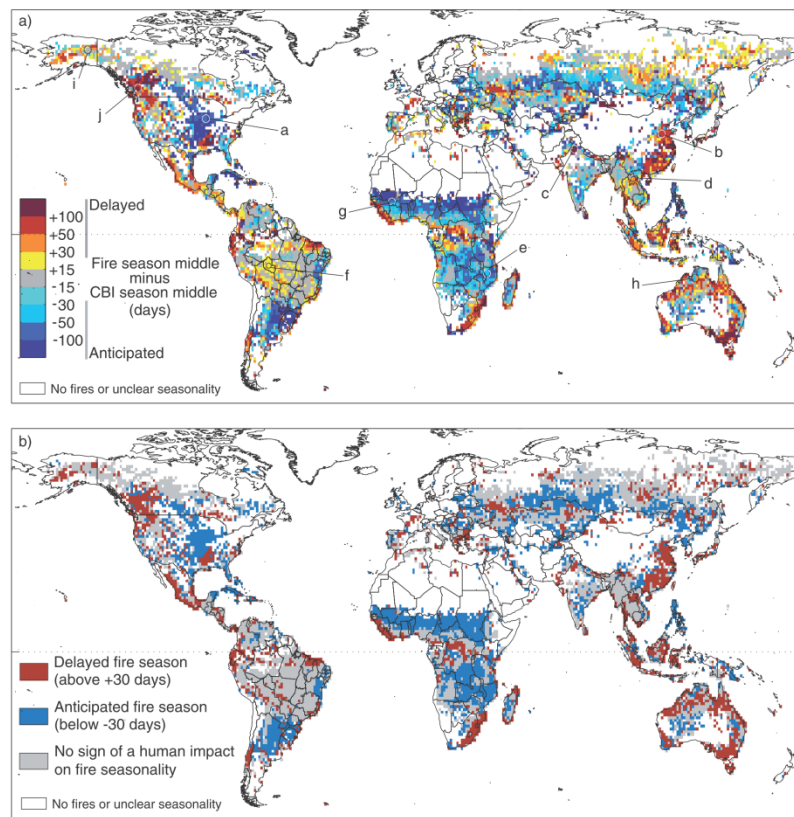 a)
i
j
a
b
c
d
g
e
f
h
+100
+50
+30
+15
-15
-30
-50
-100
Delayed
Fire season middle
minus
CBI season middle
(days)
Anticipated
No fires or unclear seasonality
b)
Delayed fire season
(above +30 days)
Anticipated fire season
(below -30 days)
No sign of a human impact
on fire seasonality
No fires or unclear seasonality